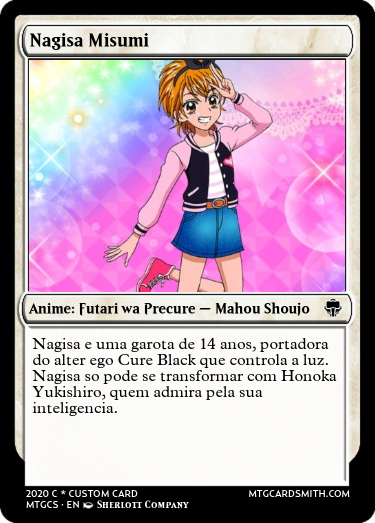 Nagisa Misumi
Anime: Futari wa Precure — Mahou Shoujo
Nagisa e uma garota de 14 anos, portadora
do alter ego Cure Black que controla a luz.
Nagisa so pode se transformar com Honoka
Yukishiro, quem admira pela sua
inteligencia.
2020 C * CUSTOM CARD
MTGCARDSMITH.COM
MTGCS • EN Sherlott Company